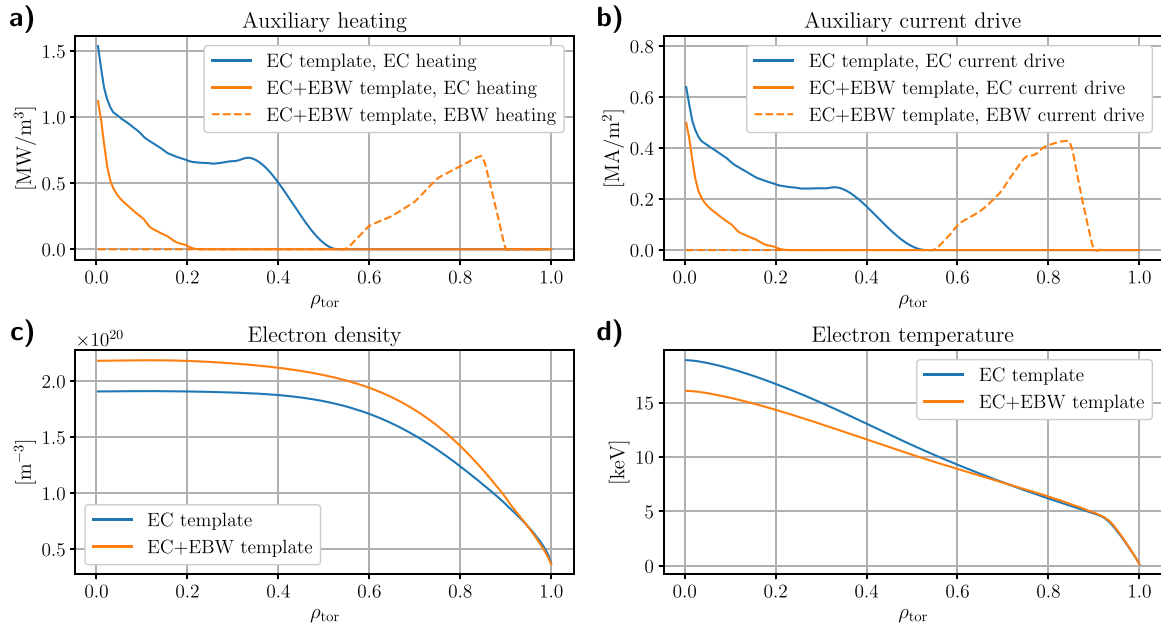 a)
Auxiliary heating
[MW/m³]
1.5
1.0
0.5
0.0
EC template, EC heating
EC+EBW template, EC heating
EC+EBW template, EBW heating
0.0 0.2 0.4 0.6 0.8 1.0
ρtor
b)
Auxiliary current drive
[MA/m²]
0.8
0.6
0.4
0.2
0.0
EC template, EC current drive
EC+EBW template, EC current drive
EC+EBW template, EBW current drive
0.0 0.2 0.4 0.6 0.8 1.0
ρtor
c)
Electron density
×10²⁰
[m⁻³]
2.0
1.5
1.0
0.5
EC template
EC+EBW template
0.0 0.2 0.4 0.6 0.8 1.0
ρtor
d)
Electron temperature
[keV]
15
10
5
0
EC template
EC+EBW template
0.0 0.2 0.4 0.6 0.8 1.0
ρtor